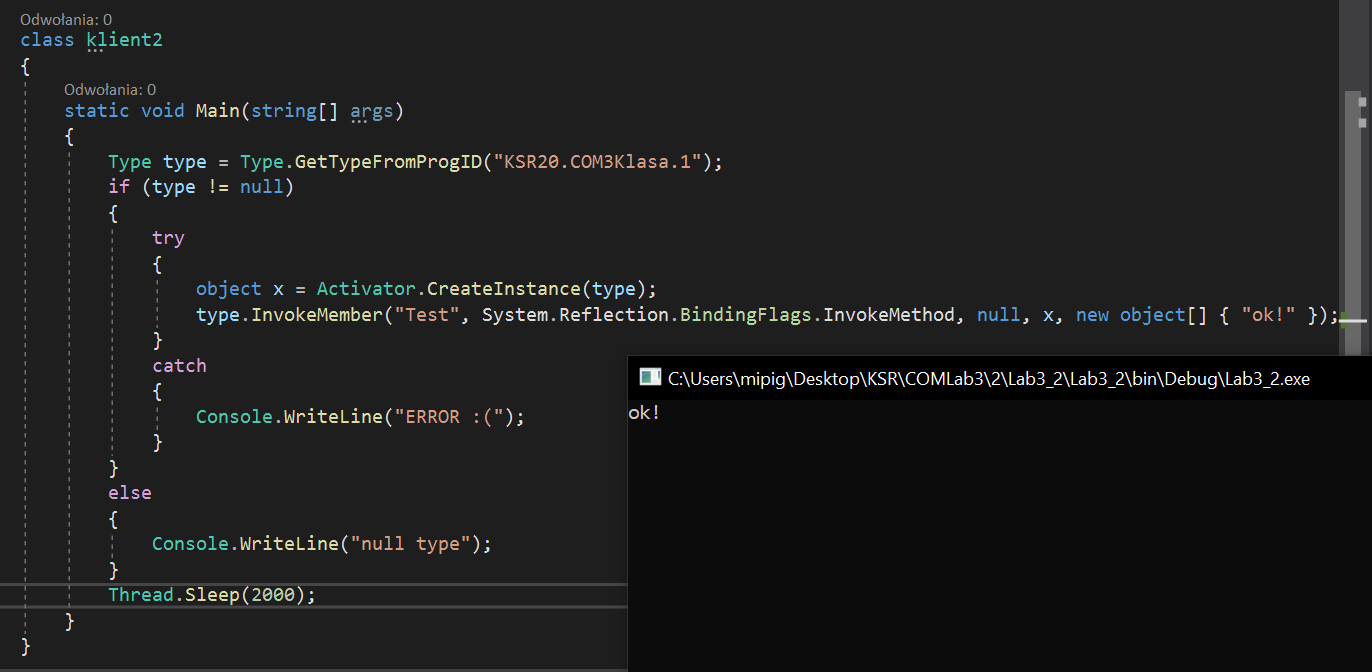 Odwołania: 0
class klient2
{
Odwołania: 0
static void Main(string[] args)
{
Type type = Type.GetTypeFromProgID("KSR20.COM3Klasa.1");
if (type != null)
{
try
{
object x = Activator.CreateInstance(type);
type.InvokeMember("Test", System.Reflection.BindingFlags.InvokeMethod, null, x, new object[] { "ok!" });
}
catch
{
Console.WriteLine("ERROR :(");
}
}
else
{
Console.WriteLine("null type");
}
Thread.Sleep(2000);
}
}
C:\Users\mipig\Desktop\KSR\COMLab3\2\Lab3_2\Lab3_2\bin\Debug\Lab3_2.exe
ok!